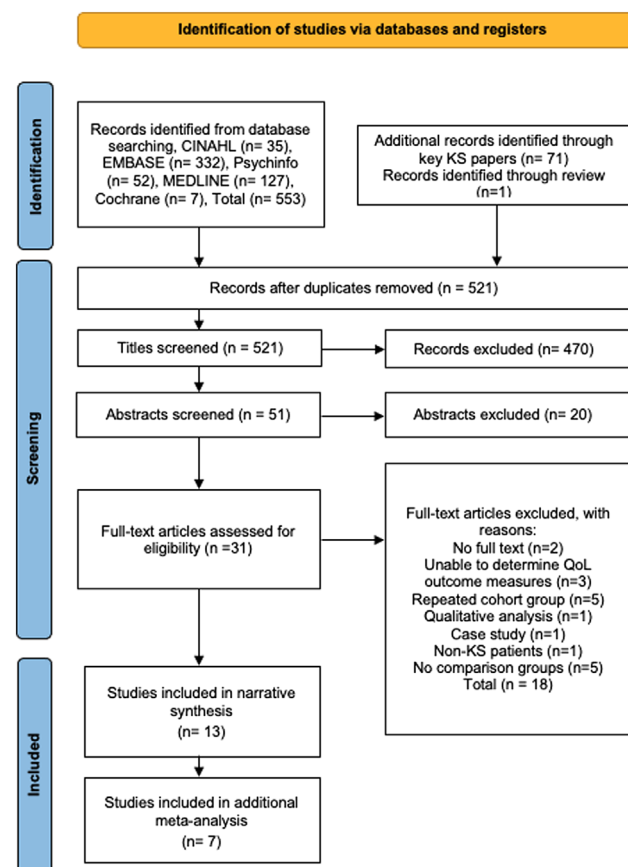 Identification of studies via databases and registers
Identification
Records identified from database
searching, CINAHL (n= 35),
EMBASE (n= 332), Psychinfo
(n= 52), MEDLINE (n= 127),
Cochrane (n= 7), Total (n= 553)
Additional records identified through
key KS papers (n= 71)
Records identified through review
(n=1)
Screening
Records after duplicates removed (n = 521)
Titles screened (n = 521)
Records excluded (n= 470)
Abstracts screened (n = 51)
Abstracts excluded (n= 20)
Full-text articles assessed for
eligibility (n =31)
Full-text articles excluded, with
reasons:
No full text (n=2)
Unable to determine QoL
outcome measures (n=3)
Repeated cohort group (n=5)
Qualitative analysis (n=1)
Case study (n=1)
Non-KS patients (n=1)
No comparison groups (n=5)
Total (n = 18)
Included
Studies included in narrative
synthesis
(n= 13)
Studies included in additional
meta-analysis
(n= 7)